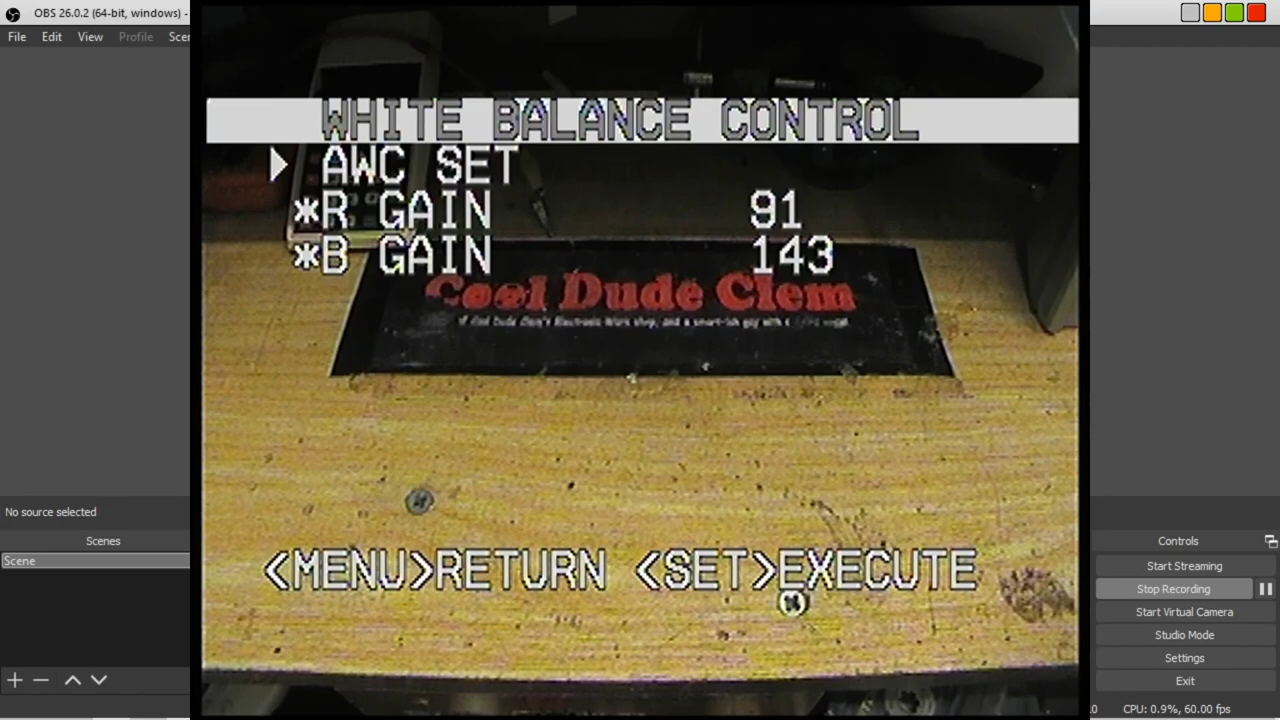 OBS 26.0.2 (64-bit, windows) -
File Edit View Profile Scen
WHITE BALANCE CONTROL
AWC SET
*R GAIN 91
*B GAIN 143
Cool Dude Clem
<MENU>RETURN <SET>EXECUTE
No source selected
Scenes
Scene
Controls
Start Streaming
Stop Recording
Start Virtual Camera
Studio Mode
Settings
Exit
.0 CPU: 0.9%, 60.00 fps